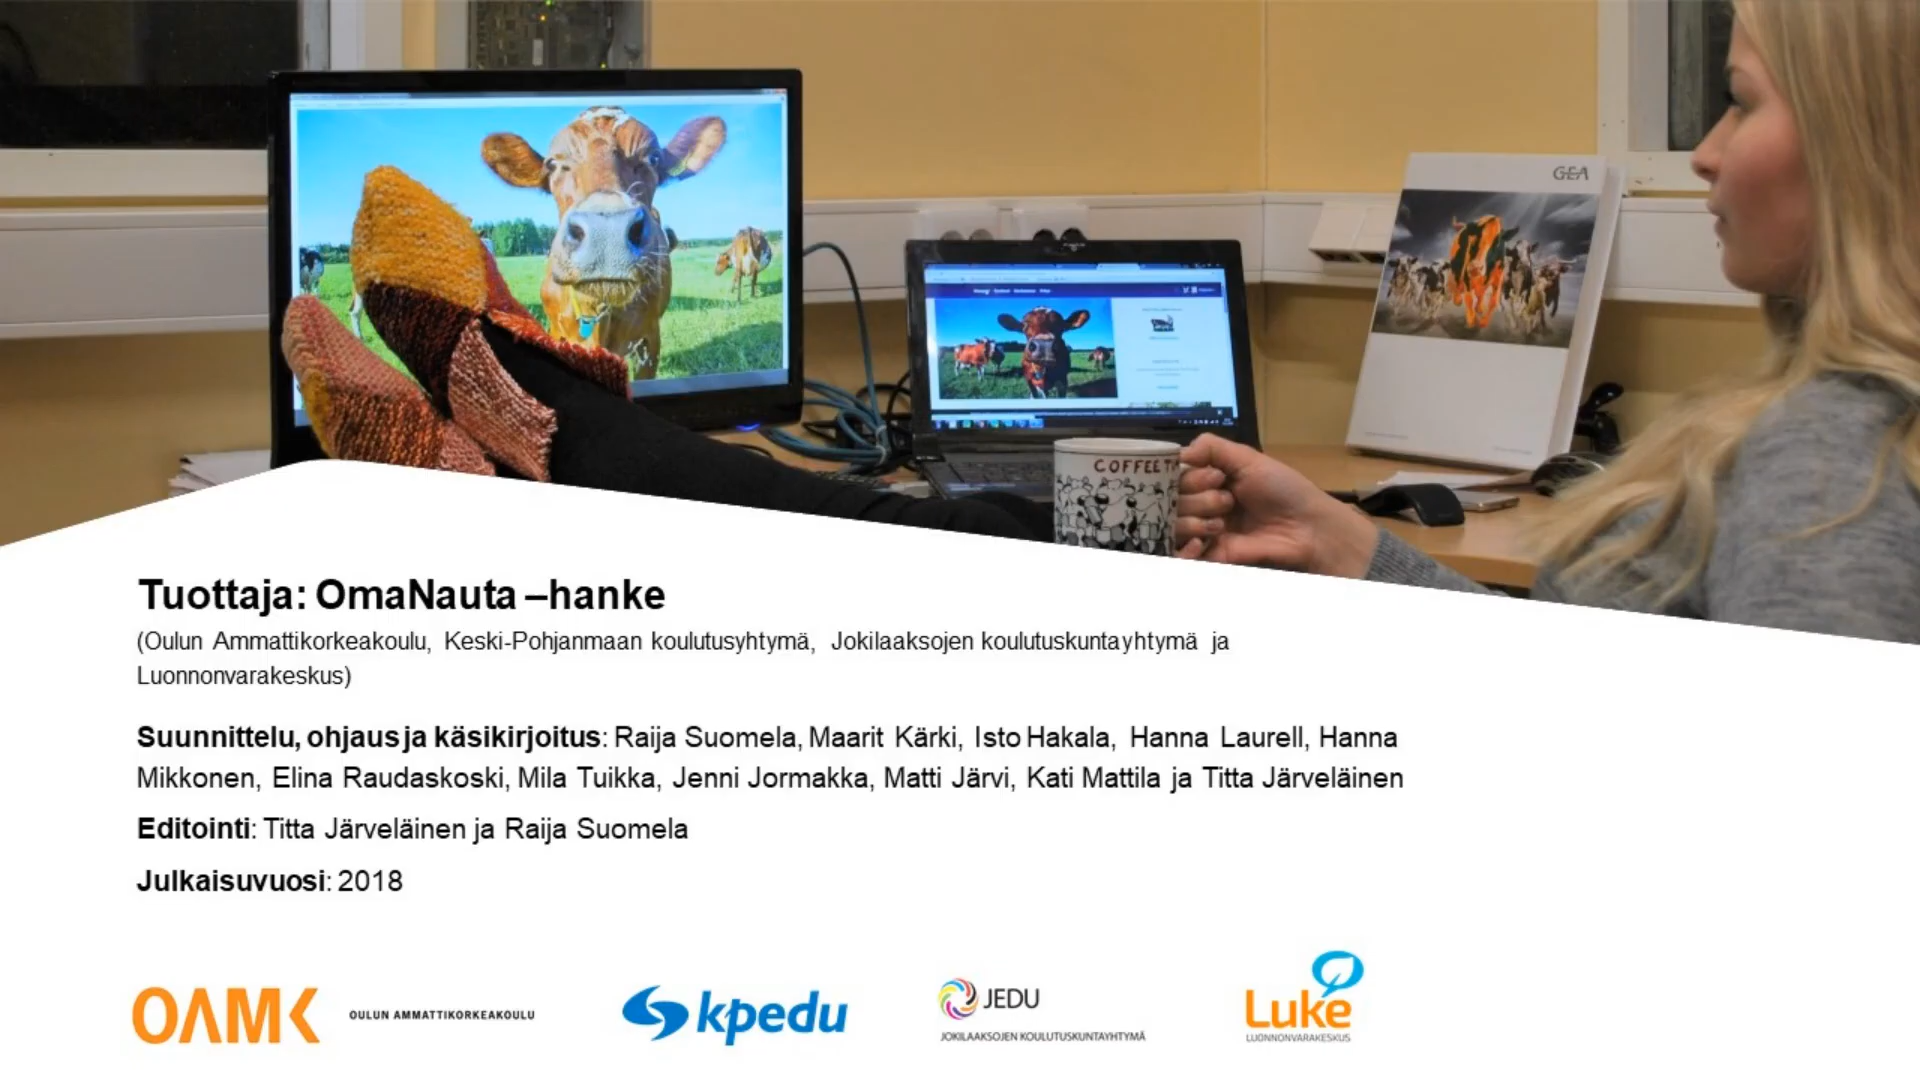 GEA
COFFEE
Tuottaja: OmaNauta –hanke
(Oulun Ammattikorkeakoulu, Keski-Pohjanmaan koulutusyhtymä, Jokilaaksojen koulutuskuntayhtymä ja
Luonnonvarakeskus)
Suunnittelu, ohjaus ja käsikirjoitus: Raija Suomela, Maarit Kärki, Isto Hakala, Hanna Laurell, Hanna
Mikkonen, Elina Raudaskoski, Mila Tuikka, Jenni Jormakka, Matti Järvi, Kati Mattila ja Titta Järveläinen
Editointi: Titta Järveläinen ja Raija Suomela
Julkaisuvuosi: 2018
OAMK OULUN AMMATTIKORKEAKOULU
kpedu
JEDU
JOKILAAKSOJEN KOULUTUSKUNTAYHTYMÄ
Luke
LUONNONVARAKESKUS